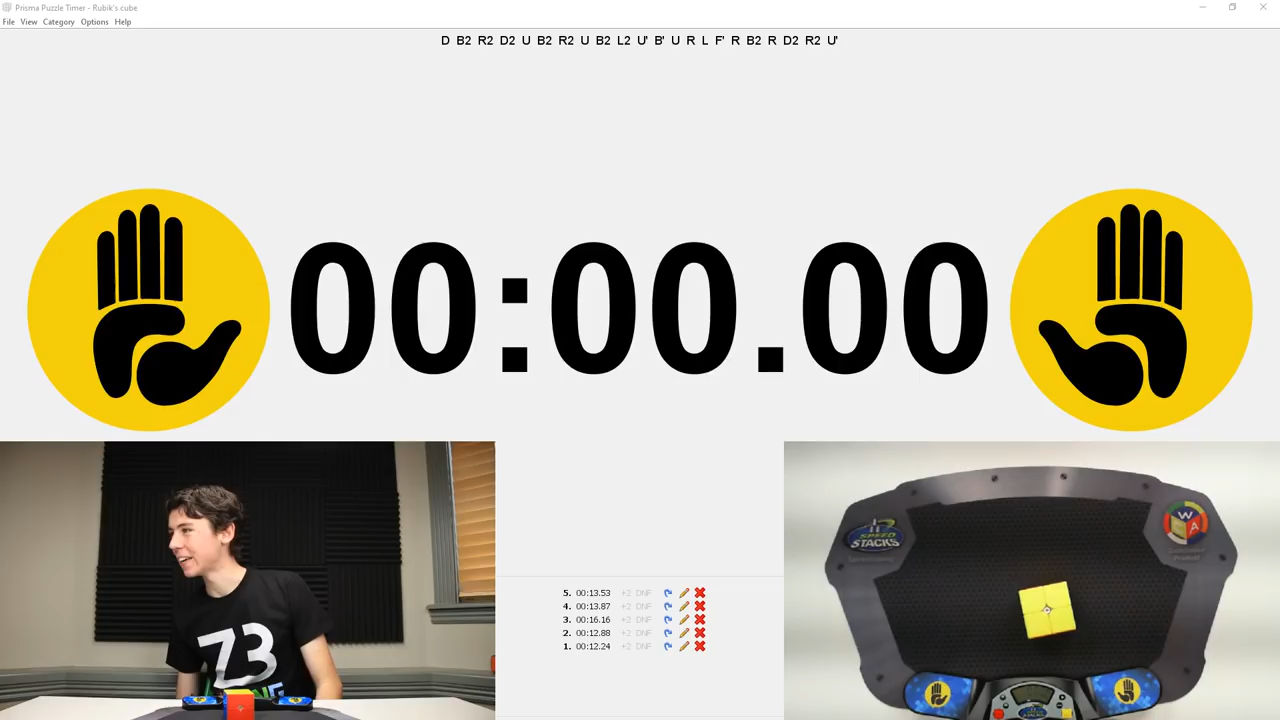 Prisma Puzzle Timer - Rubik's cube
File View Category Options Help
D B2 R2 D2 U B2 R2 U B2 L2 U' B' U R L F' R B2 R D2 R2 U'
00:00.00
5. 00:13.53 +2 DNF
4. 00:13.87 +2 DNF
3. 00:16.16 +2 DNF
2. 00:12.88 +2 DNF
1. 00:12.24 +2 DNF
73
SPEED
STACKS
W
A